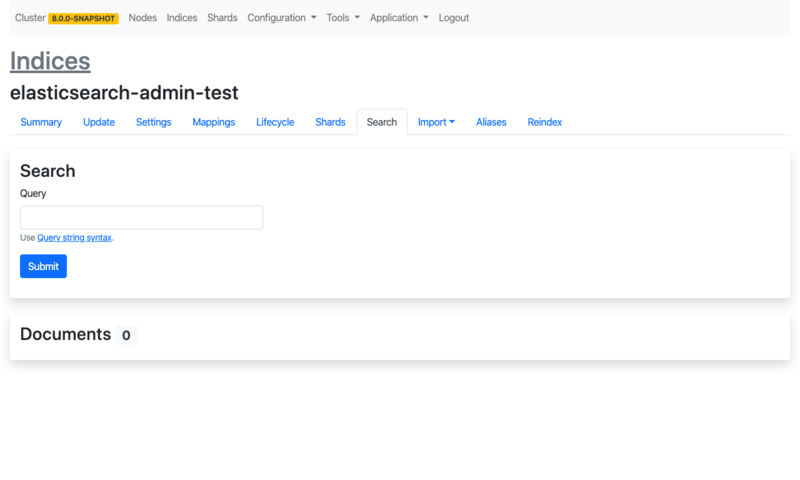 Cluster 8.0.0-SNAPSHOT Nodes Indices Shards Configuration Tools Application Logout
Indices
elasticsearch-admin-test
Summary Update Settings Mappings Lifecycle Shards Search Import Aliases Reindex
Search
Query
Use Query string syntax.
Submit
Documents 0